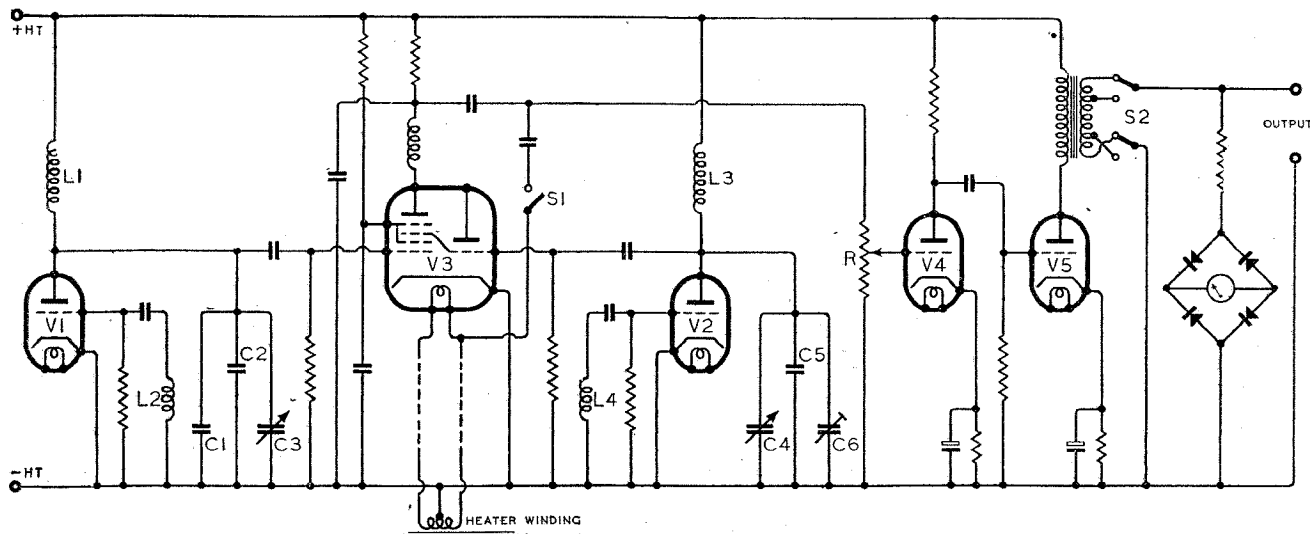 +HT
L1
L3
S1
S2
OUTPUT
V3
R
V4
V5
V1
V2
L2
C2
C1
C3
L4
C5
C4
C6
−HT
HEATER WINDING